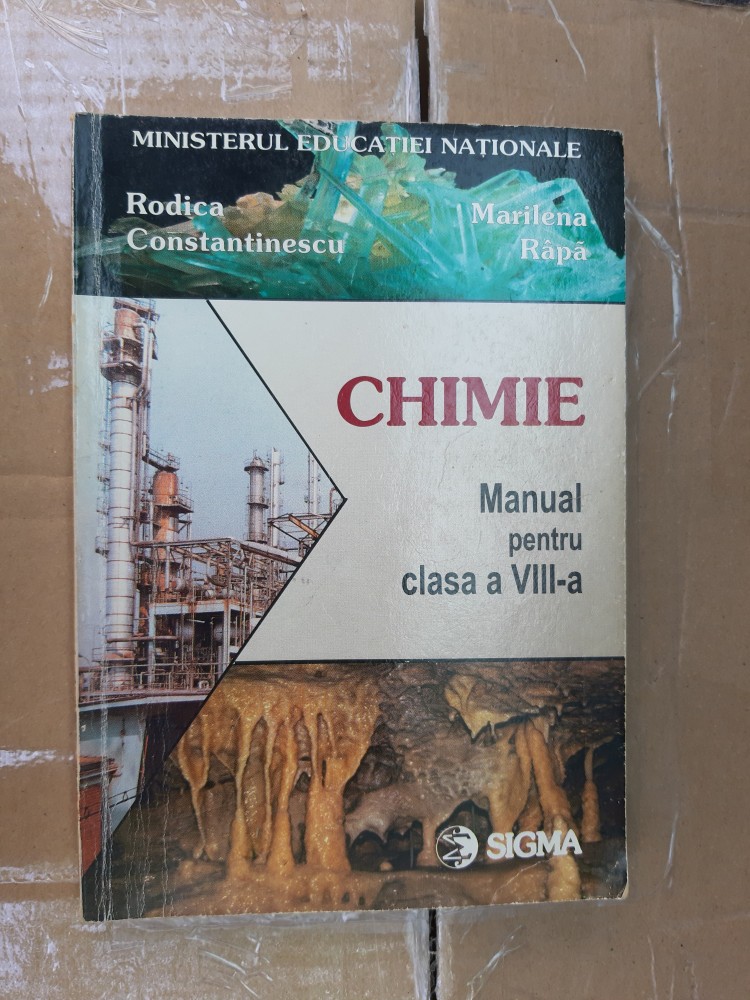 MINISTERUL EDUCAȚIEI NAȚIONALE
Rodica
Constantinescu
Marilena
Râpă
CHIMIE
Manual
pentru
clasa a VIII-a
SIGMA